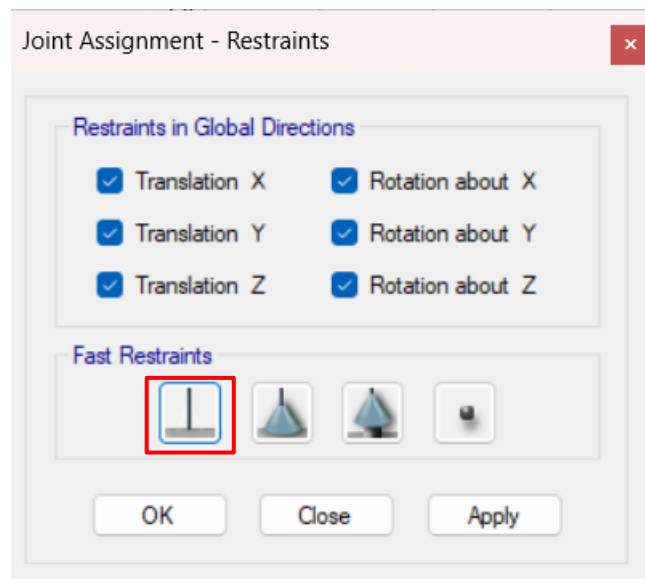 Joint Assignment - Restraints
Restraints in Global Directions
Translation X
Rotation about X
Translation Y
Rotation about Y
Translation Z
Rotation about Z
Fast Restraints
OK
Close
Apply